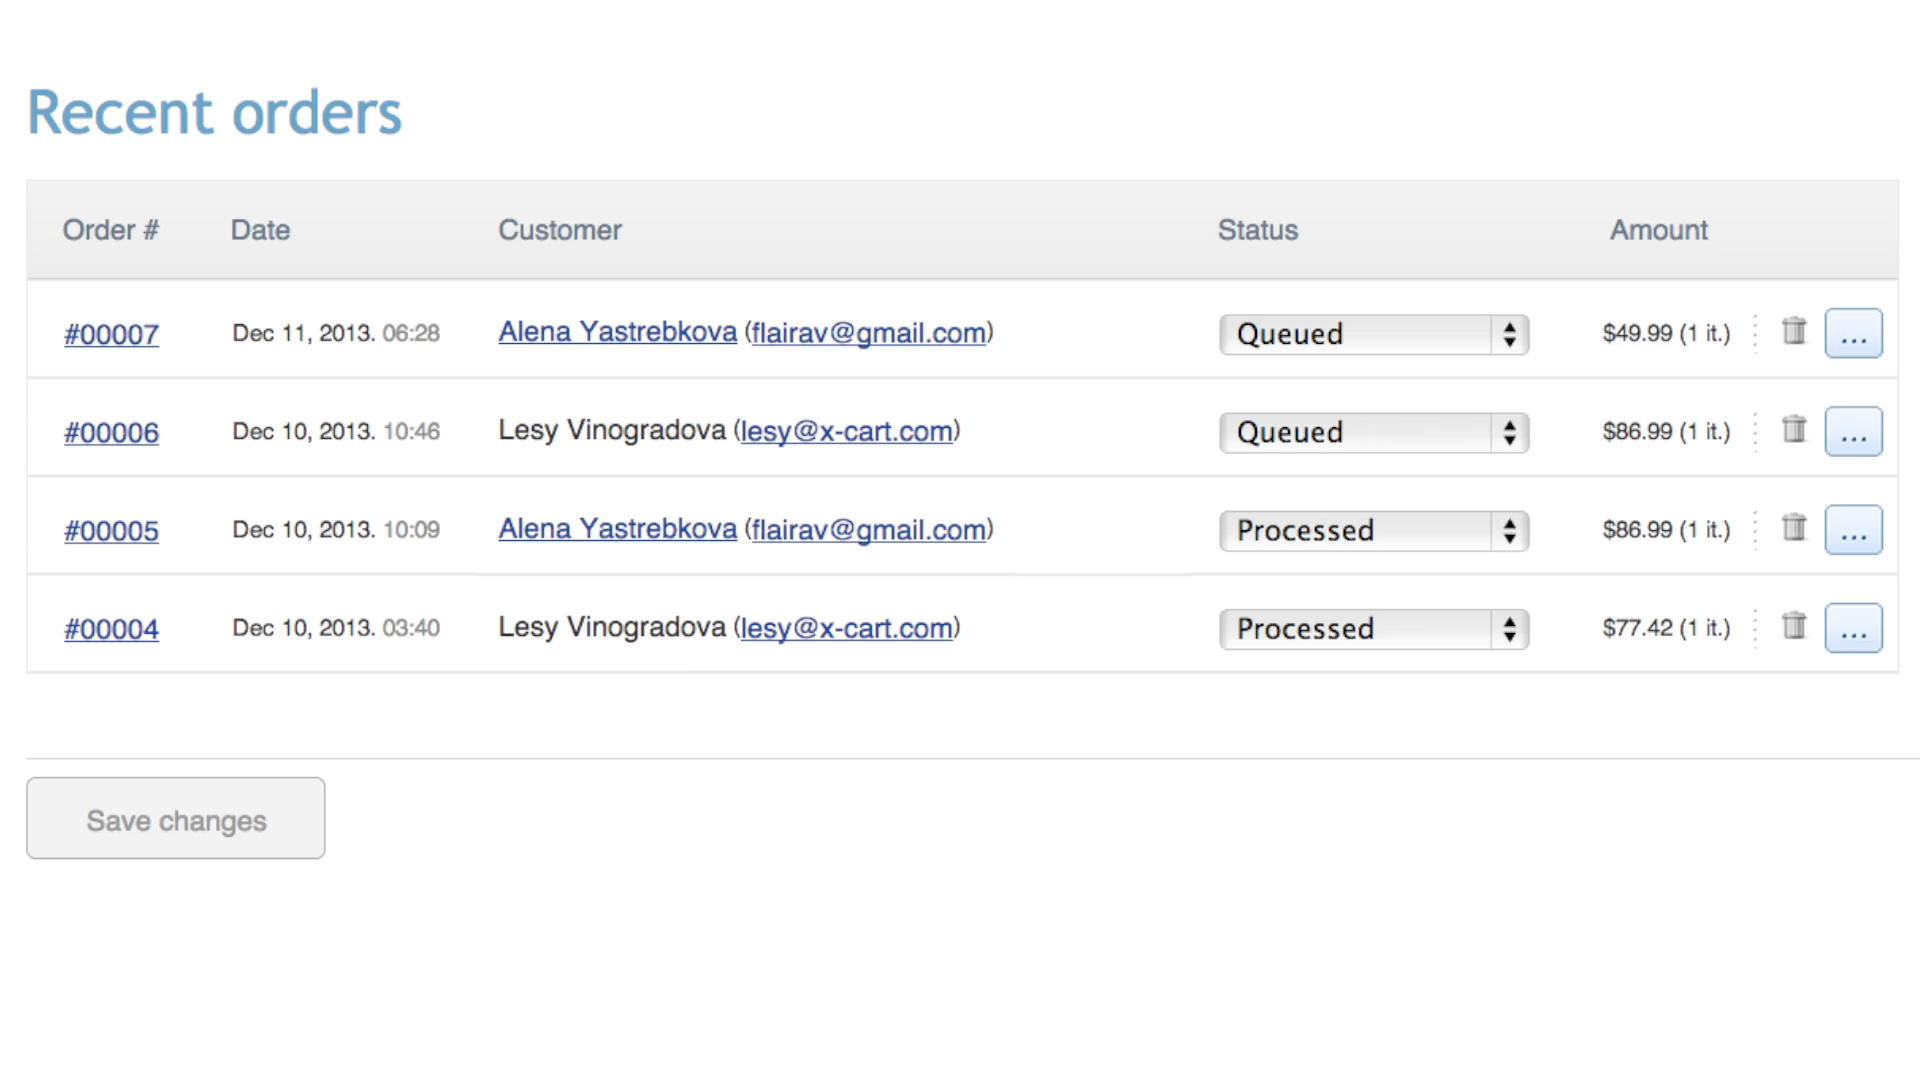 Recent orders
Order # Date Customer Status Amount
#00007 Dec 11, 2013. 06:28 Alena Yastrebkova (flairav@gmail.com) Queued $49.99 (1 it.) ...
#00006 Dec 10, 2013. 10:46 Lesy Vinogradova (lesy@x-cart.com) Queued $86.99 (1 it.) ...
#00005 Dec 10, 2013. 10:09 Alena Yastrebkova (flairav@gmail.com) Processed $86.99 (1 it.) ...
#00004 Dec 10, 2013. 03:40 Lesy Vinogradova (lesy@x-cart.com) Processed $77.42 (1 it.) ...
Save changes